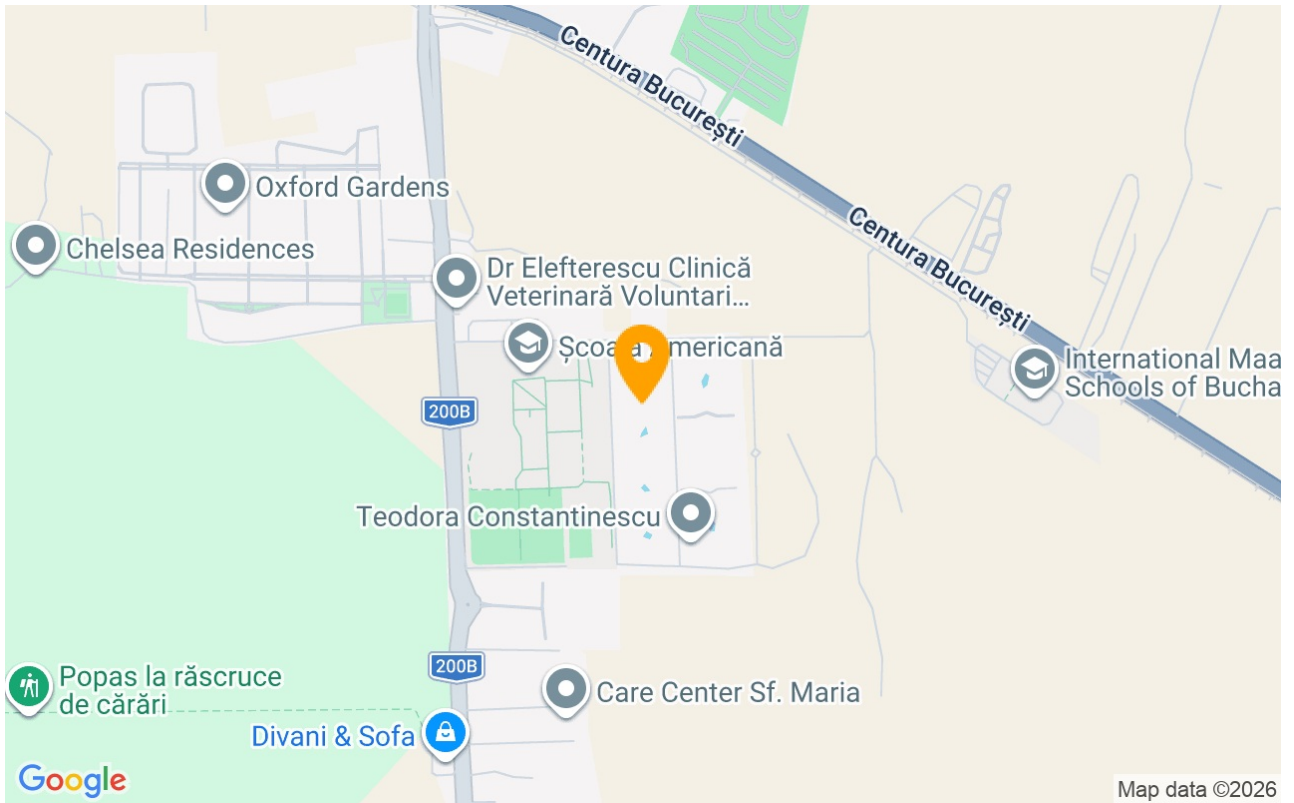 Centura București
Oxford Gardens
Centura București
Chelsea Residences
Dr Elefterescu Clinică
Veterinară Voluntari...
Școala Americană
International Maa
Schools of Bucha
200B
Teodora Constantinescu
200B
Popas la răscruce
de cărări
Care Center Sf. Maria
Divani & Sofa
Google
Map data ©2026